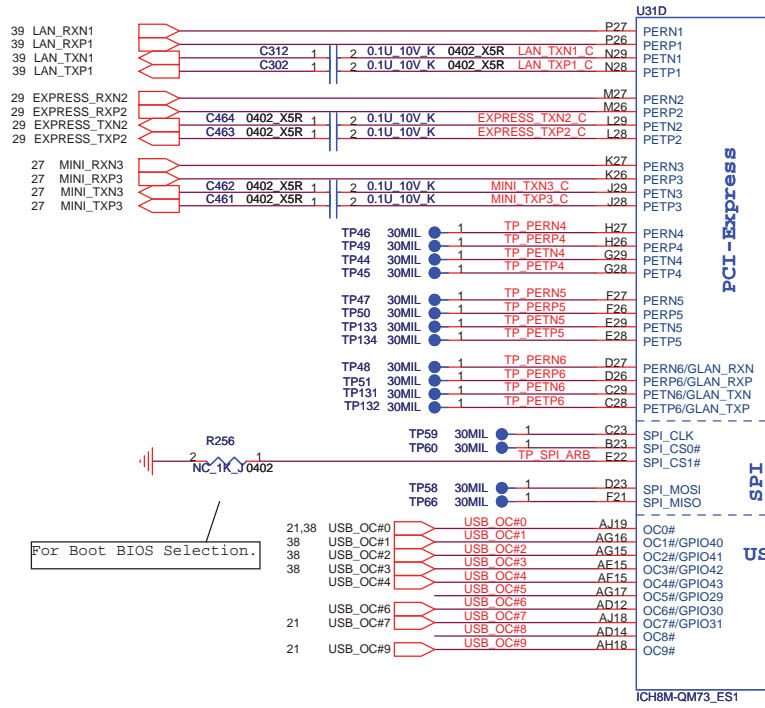 U31D
39 LAN_RXN1 P27 PERN1
39 LAN_RXP1 P26 PERP1
39 LAN_TXN1 C312 1 2 0.1U_10V_K 0402_X5R LAN_TXN1_C N29 PETN1
39 LAN_TXP1 C302 1 2 0.1U_10V_K 0402_X5R LAN_TXP1_C N28 PETP1
29 EXPRESS_RXN2 M27 PERN2
29 EXPRESS_RXP2 M26 PERP2
29 EXPRESS_TXN2 C464 0402_X5R 1 2 0.1U_10V_K EXPRESS_TXN2_C L29 PETN2
29 EXPRESS_TXP2 C463 0402_X5R 1 2 0.1U_10V_K EXPRESS_TXP2_C L28 PETP2
27 MINI_RXN3 K27 PERN3
27 MINI_RXP3 K26 PERP3
27 MINI_TXN3 C462 0402_X5R 1 2 0.1U_10V_K MINI_TXN3_C J29 PETN3
27 MINI_TXP3 C461 0402_X5R 1 2 0.1U_10V_K MINI_TXP3_C J28 PETP3
PCI-Express
TP46 30MIL 1 TP_PERN4 H27 PERN4
TP49 30MIL 1 TP_PERP4 H26 PERP4
TP44 30MIL 1 TP_PETN4 G29 PETN4
TP45 30MIL 1 TP_PETP4 G28 PETP4
TP47 30MIL 1 TP_PERN5 F27 PERN5
TP50 30MIL 1 TP_PERP5 F26 PERP5
TP133 30MIL 1 TP_PETN5 E29 PETN5
TP134 30MIL 1 TP_PETP5 E28 PETP5
TP48 30MIL 1 TP_PERN6 D27 PERN6/GLAN_RXN
TP51 30MIL 1 TP_PERP6 D26 PERP6/GLAN_RXP
TP131 30MIL 1 TP_PETN6 C29 PETN6/GLAN_TXN
TP132 30MIL 1 TP_PETP6 C28 PETP6/GLAN_TXP
TP59 30MIL 1 C23 SPI_CLK
TP60 30MIL 1 B23 SPI_CS0#
R256
2 1 TP_SPI_ARB E22 SPI_CS1#
NC_1K_J 0402
SPI
TP58 30MIL 1 D23 SPI_MOSI
TP66 30MIL 1 F21 SPI_MISO
For Boot BIOS Selection.
21,38 USB_OC#0 USB_OC#0 AJ19 OC0#
38 USB_OC#1 USB_OC#1 AG16 OC1#/GPIO40
38 USB_OC#2 USB_OC#2 AG15 OC2#/GPIO41
38 USB_OC#3 USB_OC#3 AE15 OC3#/GPIO42
USB_OC#4 USB_OC#4 AF15 OC4#/GPIO43
USB_OC#5 AG17 OC5#/GPIO29
USB_OC#6 USB_OC#6 AD12 OC6#/GPIO30
21 USB_OC#7 USB_OC#7 AJ18 OC7#/GPIO31
USB_OC#8 AD14 OC8#
21 USB_OC#9 USB_OC#9 AH18 OC9#
US
ICH8M-QM73_ES1